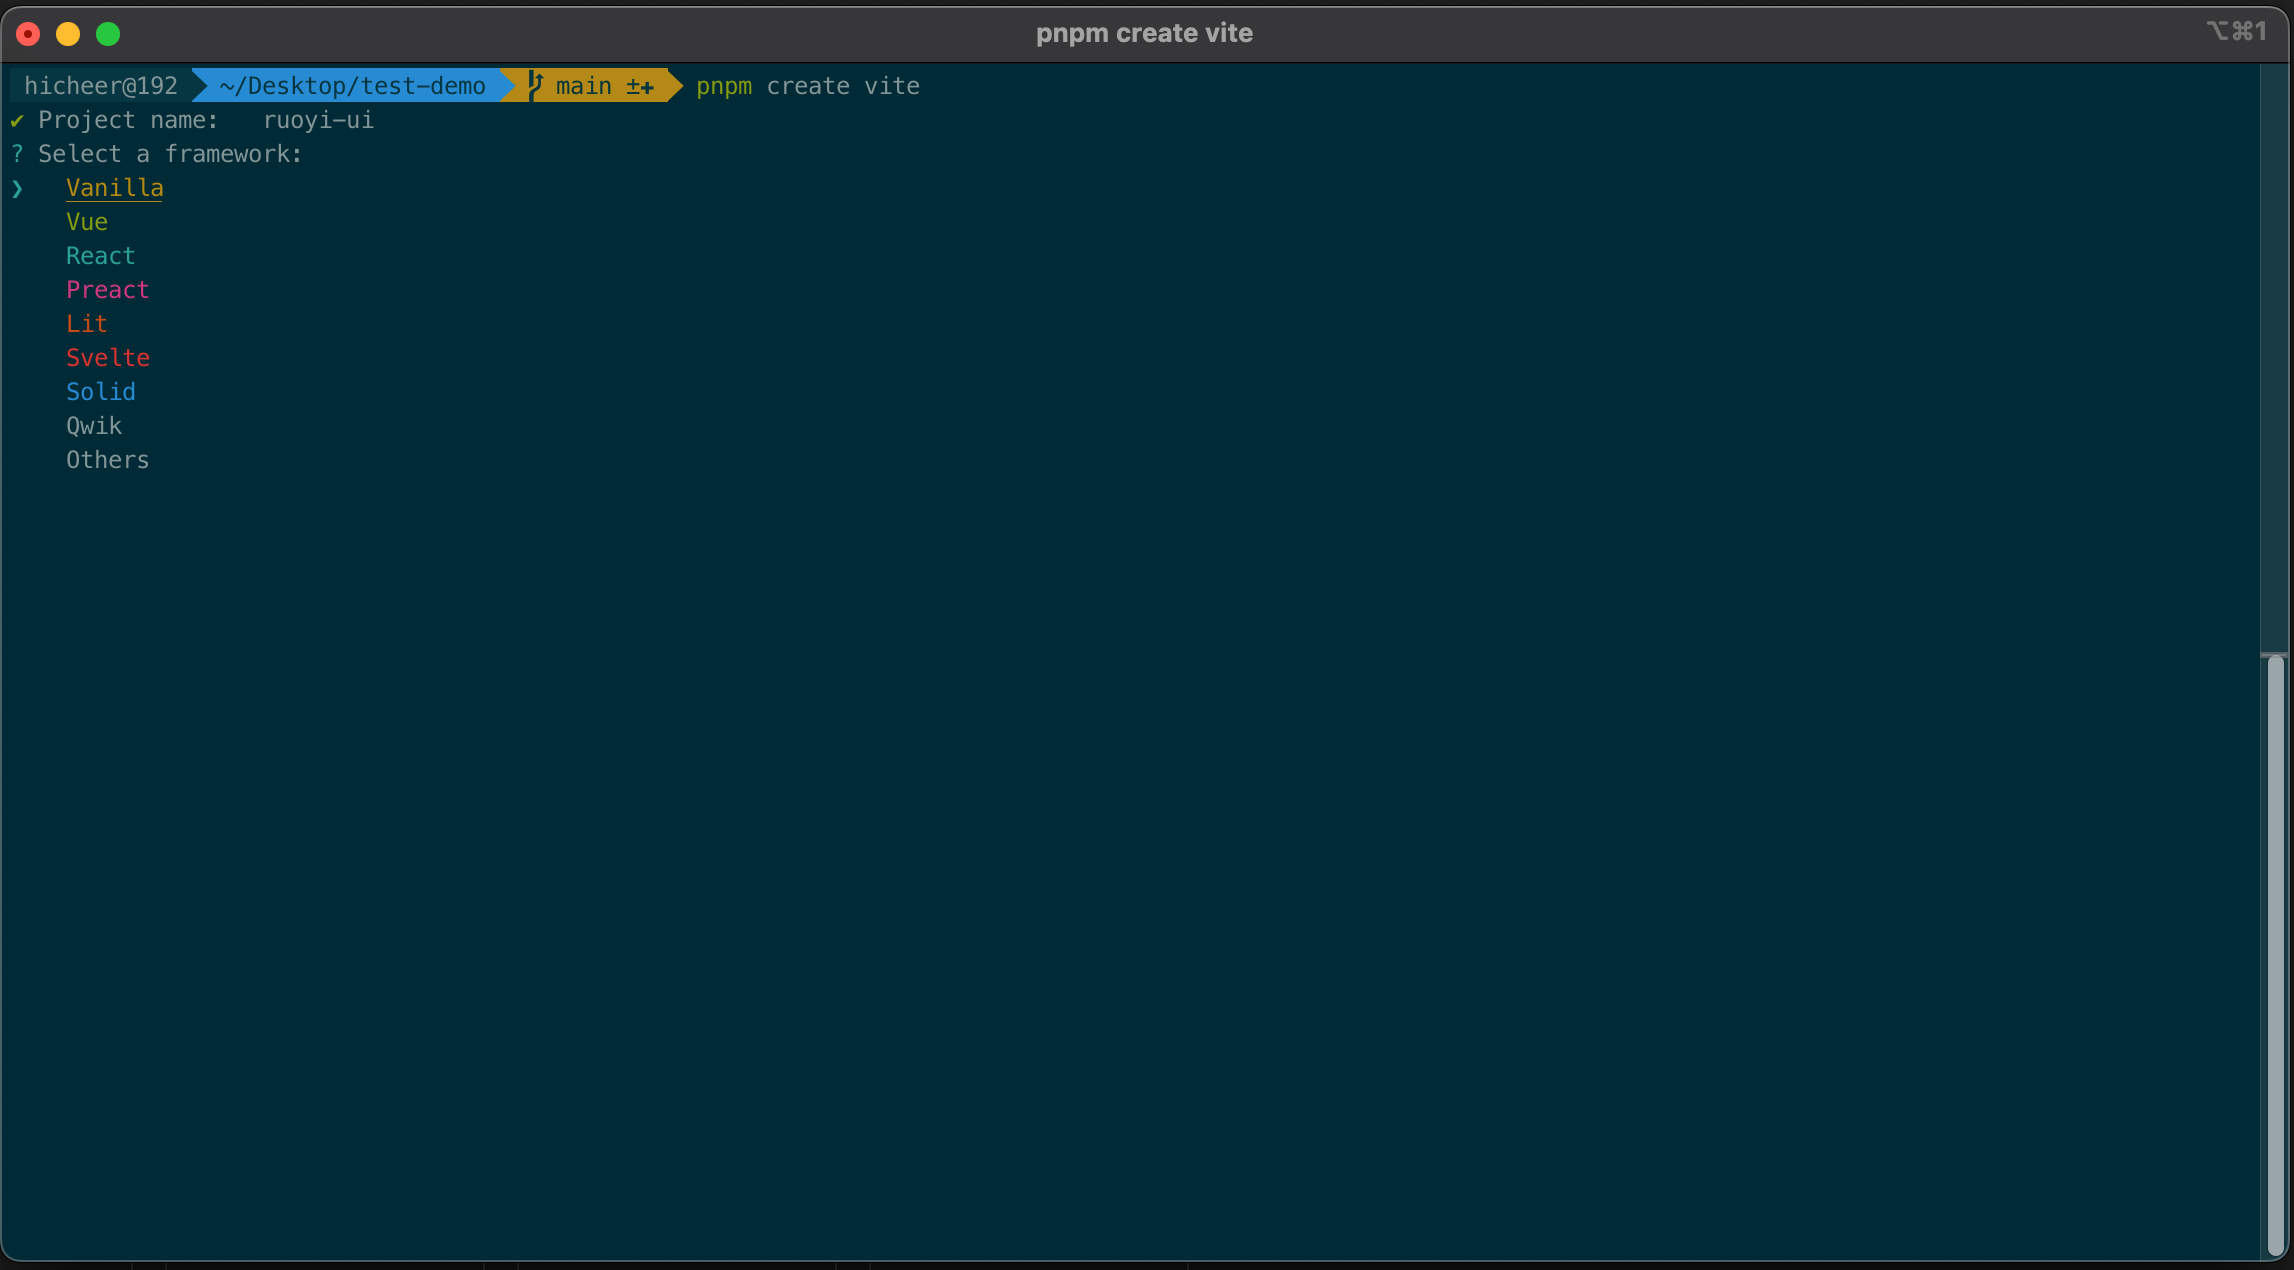 pnpm create vite
⌥⌘1
hicheer@192 ~/Desktop/test-demo main ±✚ pnpm create vite
✔ Project name: ruoyi-ui
? Select a framework:
❯ Vanilla
Vue
React
Preact
Lit
Svelte
Solid
Qwik
Others